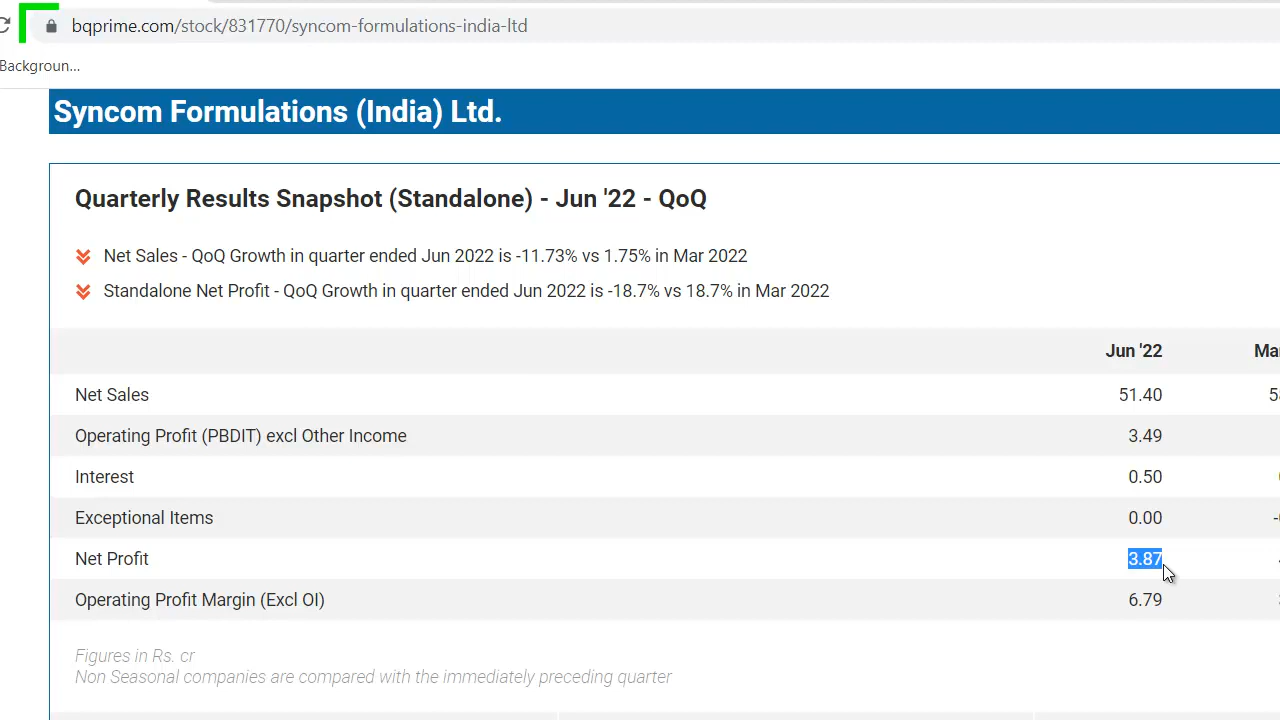 bqprime.com/stock/831770/syncom-formulations-india-ltd
Backgroun...
Syncom Formulations (India) Ltd.
Quarterly Results Snapshot (Standalone) - Jun '22 - QoQ
Net Sales - QoQ Growth in quarter ended Jun 2022 is -11.73% vs 1.75% in Mar 2022
Standalone Net Profit - QoQ Growth in quarter ended Jun 2022 is -18.7% vs 18.7% in Mar 2022
Jun '22
Net Sales 51.40
Operating Profit (PBDIT) excl Other Income 3.49
Interest 0.50
Exceptional Items 0.00
Net Profit 3.87
Operating Profit Margin (Excl OI) 6.79
Figures in Rs. cr
Non Seasonal companies are compared with the immediately preceding quarter